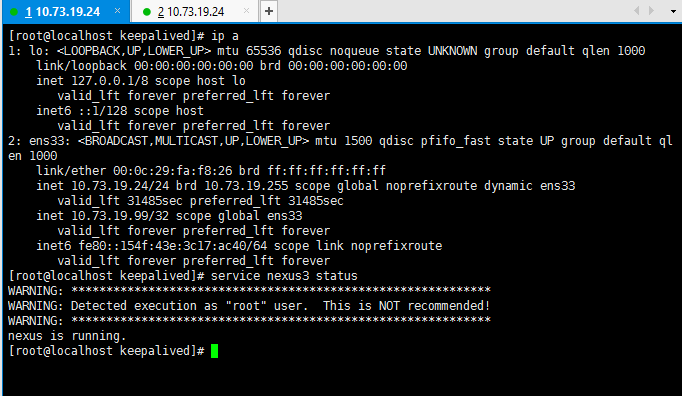 1 10.73.19.24 × 2 10.73.19.24 × +
[root@localhost keepalived]# ip a
1: lo: <LOOPBACK,UP,LOWER_UP> mtu 65536 qdisc noqueue state UNKNOWN group default qlen 1000
    link/loopback 00:00:00:00:00:00 brd 00:00:00:00:00:00
    inet 127.0.0.1/8 scope host lo
       valid_lft forever preferred_lft forever
    inet6 ::1/128 scope host
       valid_lft forever preferred_lft forever
2: ens33: <BROADCAST,MULTICAST,UP,LOWER_UP> mtu 1500 qdisc pfifo_fast state UP group default ql
en 1000
    link/ether 00:0c:29:fa:f8:26 brd ff:ff:ff:ff:ff:ff
    inet 10.73.19.24/24 brd 10.73.19.255 scope global noprefixroute dynamic ens33
       valid_lft 31485sec preferred_lft 31485sec
    inet 10.73.19.99/32 scope global ens33
       valid_lft forever preferred_lft forever
    inet6 fe80::154f:43e:3c17:ac40/64 scope link noprefixroute
       valid_lft forever preferred_lft forever
[root@localhost keepalived]# service nexus3 status
WARNING: ************************************************************
WARNING: Detected execution as "root" user.  This is NOT recommended!
WARNING: ************************************************************
nexus is running.
[root@localhost keepalived]#